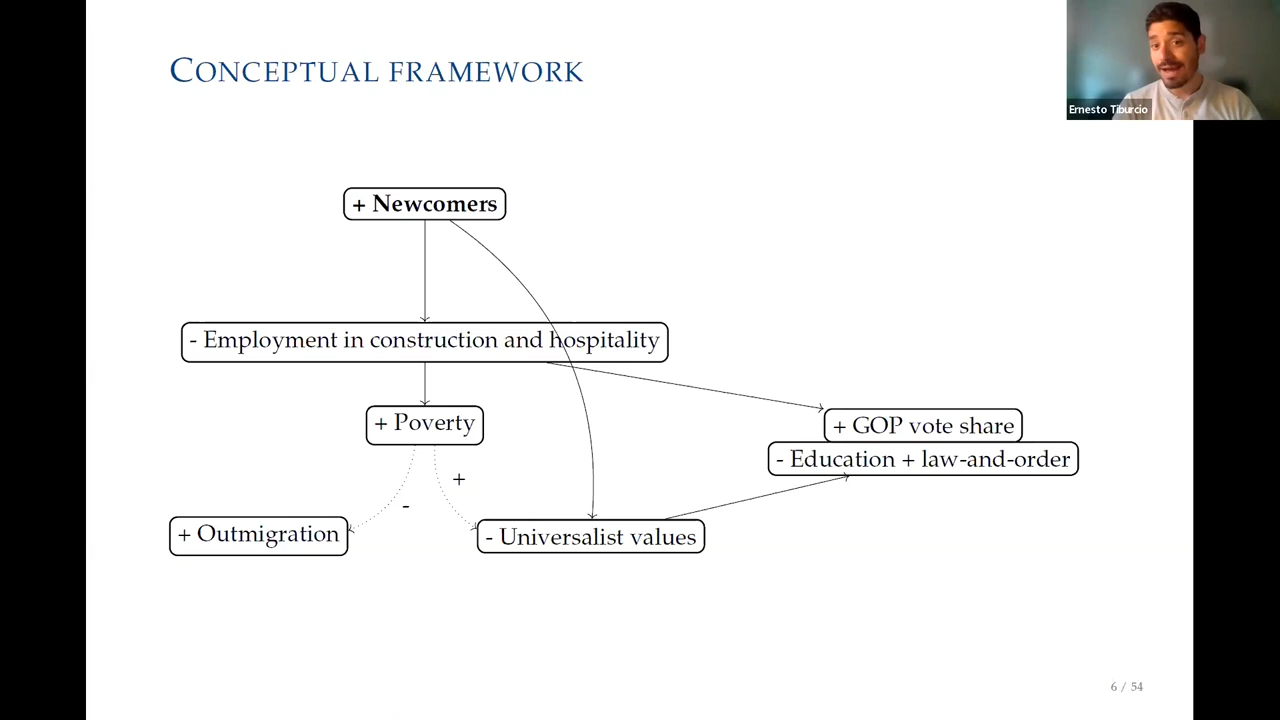 CONCEPTUAL FRAMEWORK
Ernesto Tiburcio
+ Newcomers
- Employment in construction and hospitality
+ Poverty
+ GOP vote share
- Education + law-and-order
+
-
+ Outmigration
- Universalist values
6 / 54